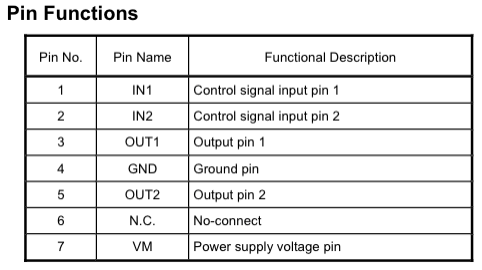 Pin Functions
Pin No. Pin Name Functional Description
1 IN1 Control signal input pin 1
2 IN2 Control signal input pin 2
3 OUT1 Output pin 1
4 GND Ground pin
5 OUT2 Output pin 2
6 N.C. No-connect
7 VM Power supply voltage pin